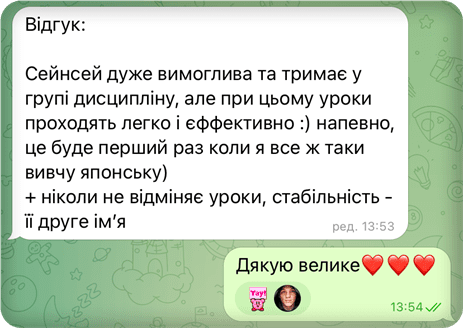 Відгук:
Сейнсей дуже вимоглива та тримає у
групі дисципліну, але при цьому уроки
проходять легко і єффективно :) напевно,
це буде перший раз коли я все ж таки
вивчу японську)
+ ніколи не відміняє уроки, стабільність -
її друге ім’я
ред. 13:53
Дякую велике❤️❤️❤️
Yay!
13:54